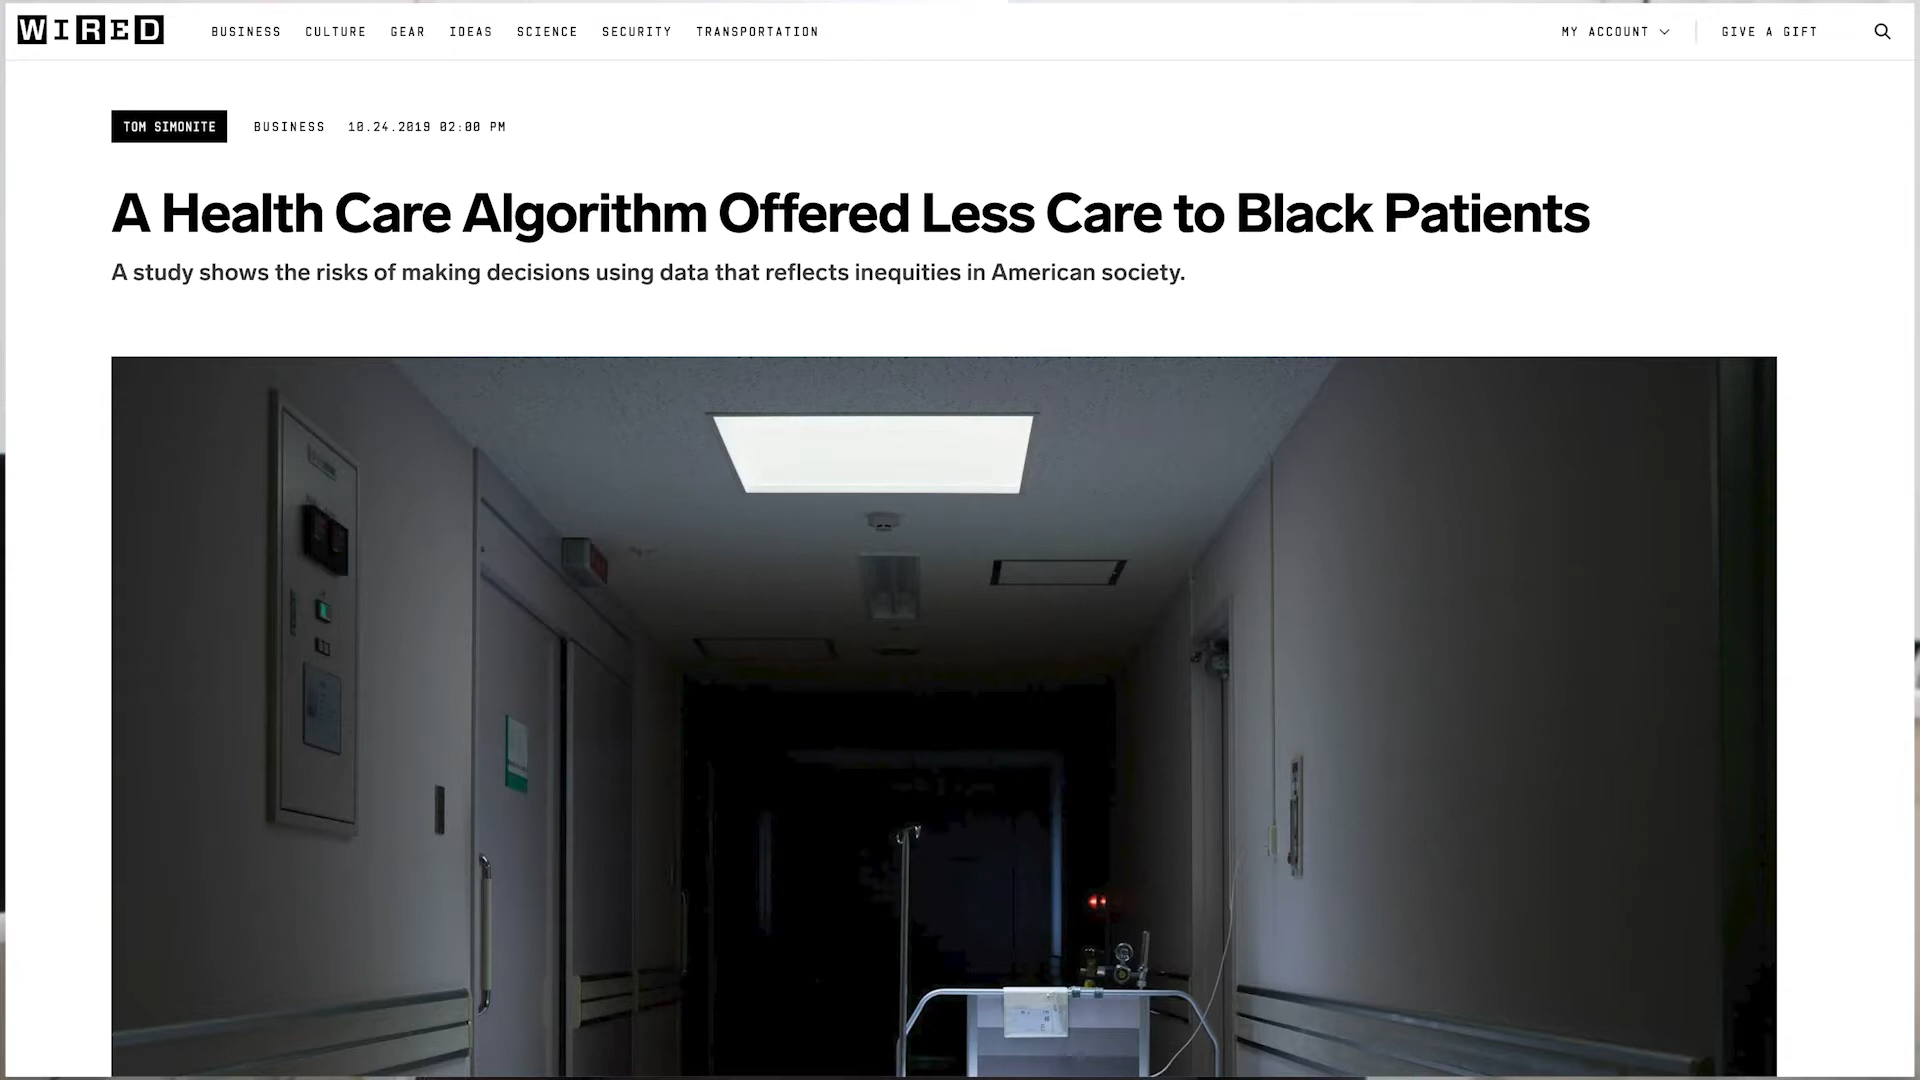 WIRED
BUSINESS CULTURE GEAR IDEAS SCIENCE SECURITY TRANSPORTATION
MY ACCOUNT
GIVE A GIFT
TOM SIMONITE
BUSINESS
10.24.2019 02:00 PM
A Health Care Algorithm Offered Less Care to Black Patients
A study shows the risks of making decisions using data that reflects inequities in American society.